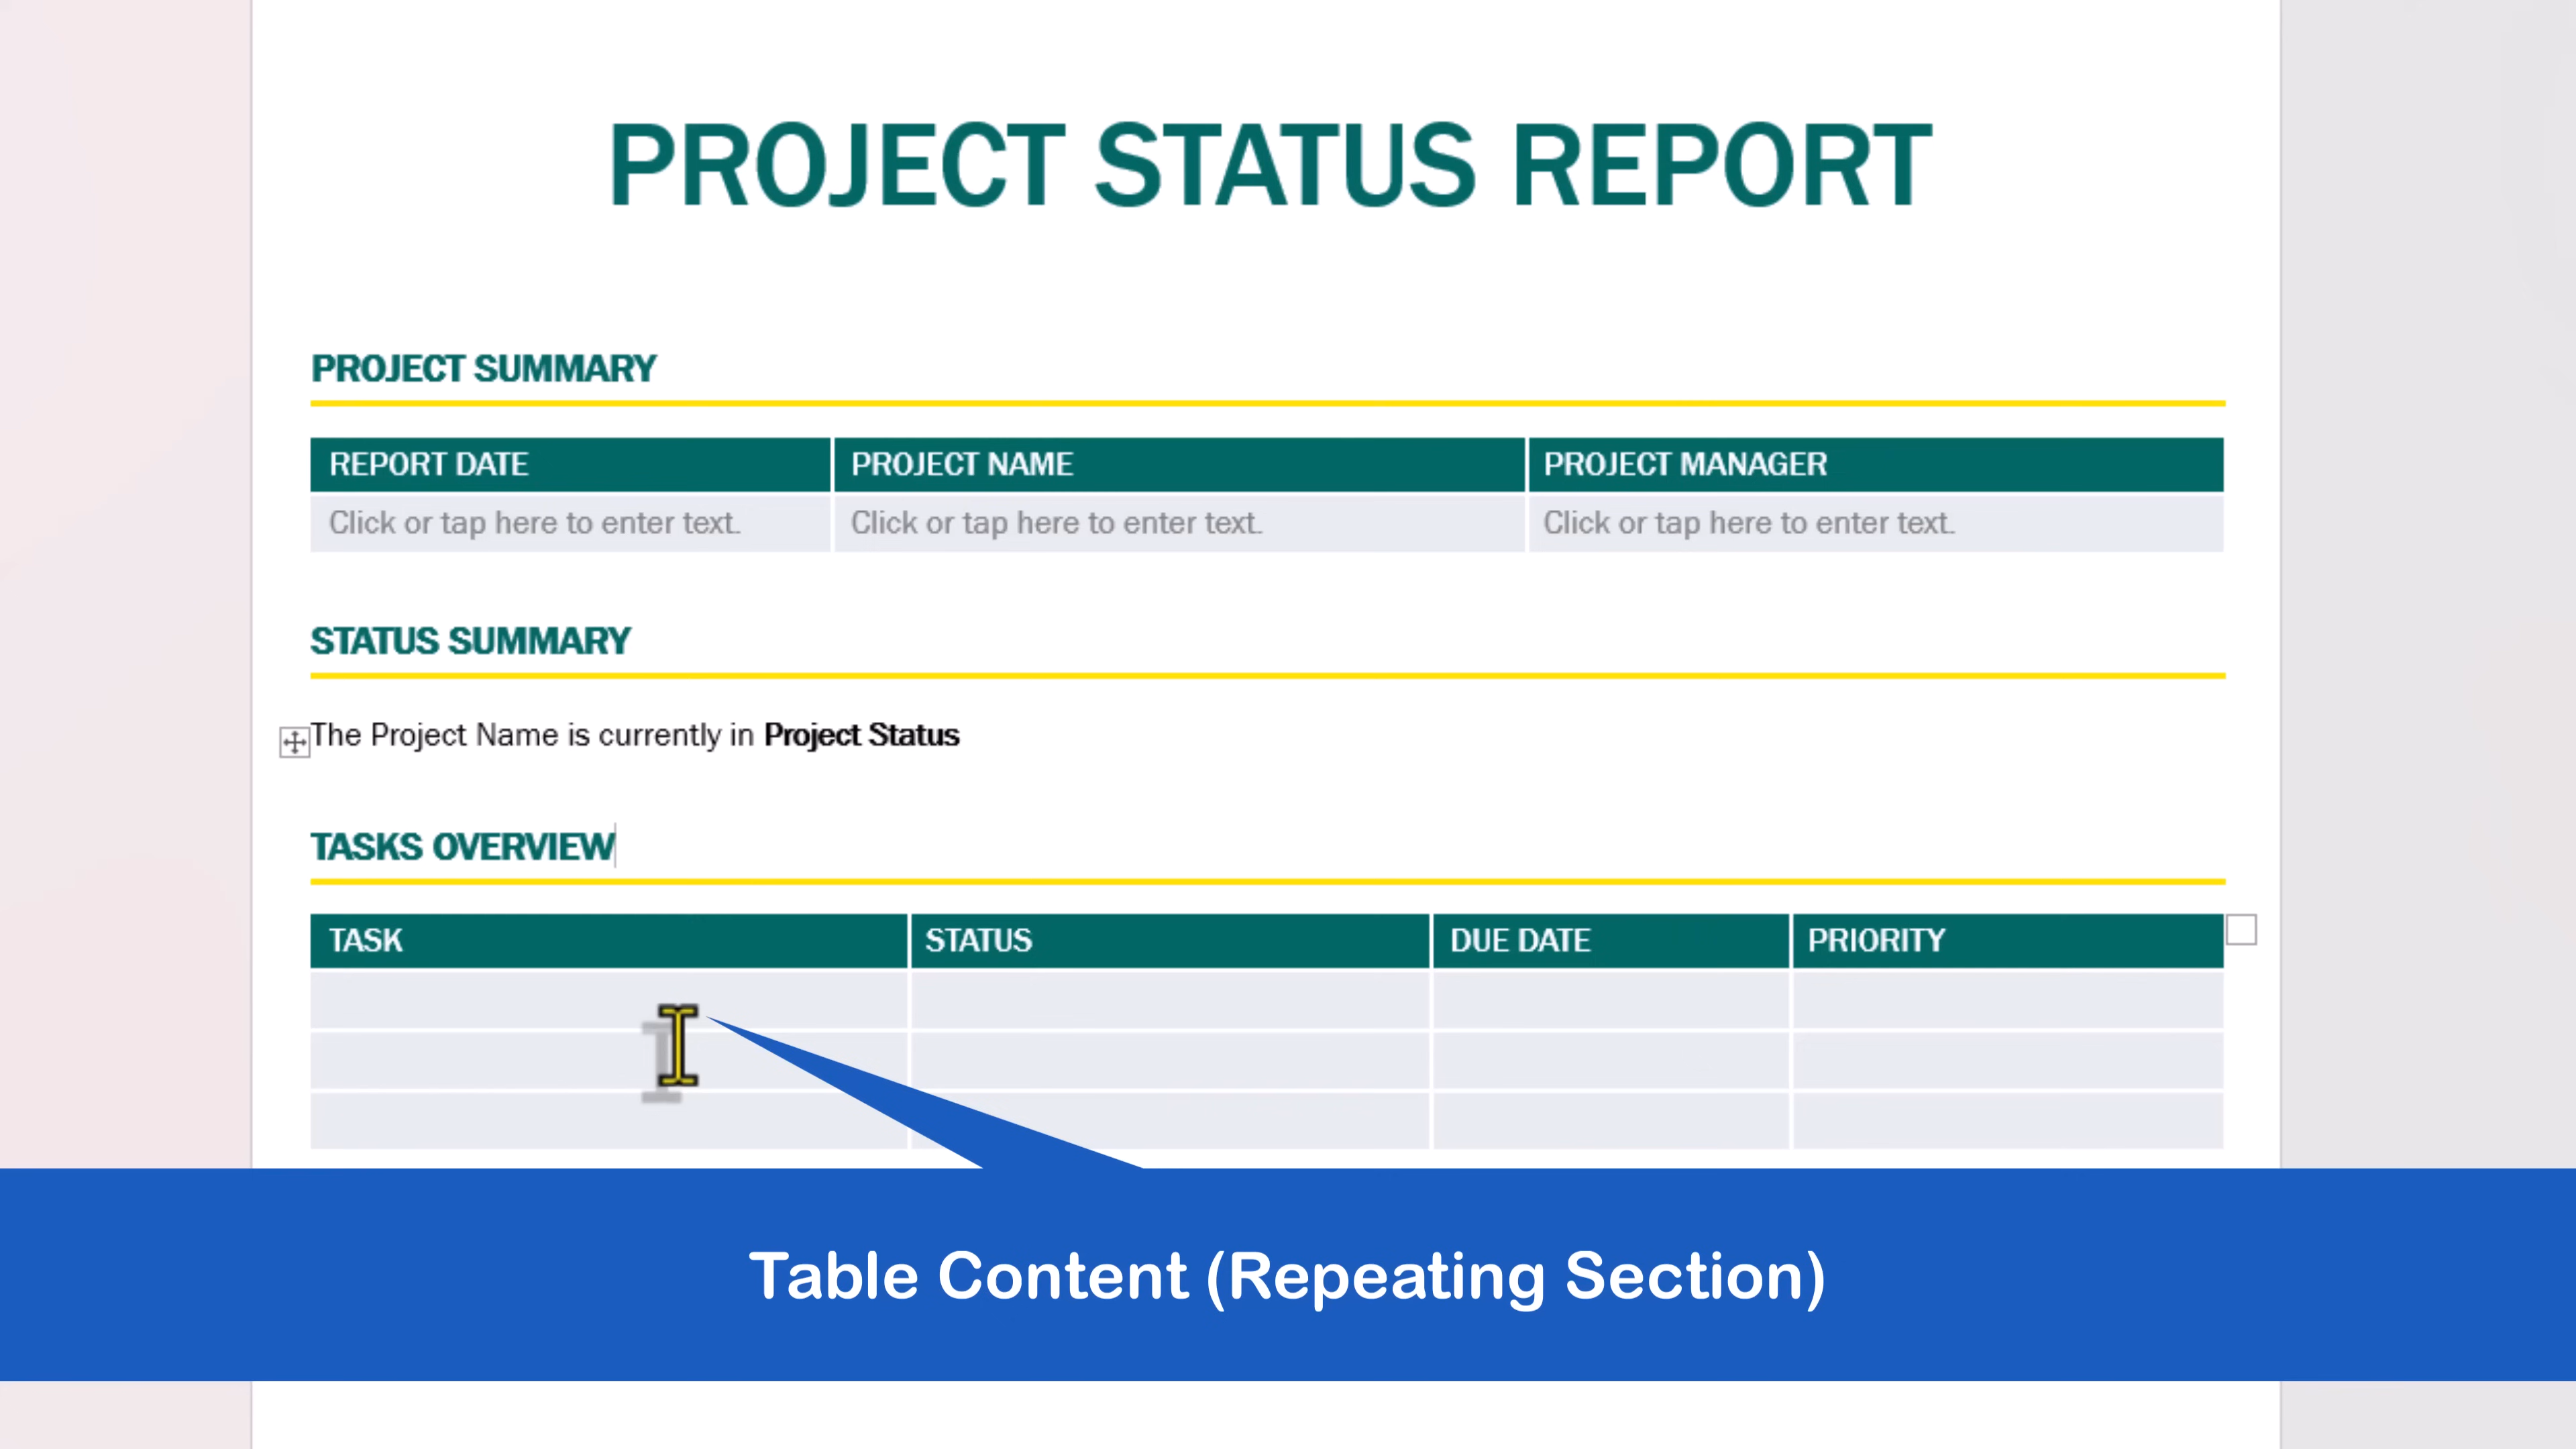 PROJECT STATUS REPORT
PROJECT SUMMARY
REPORT DATE PROJECT NAME PROJECT MANAGER
Click or tap here to enter text. Click or tap here to enter text. Click or tap here to enter text.
STATUS SUMMARY
The Project Name is currently in Project Status
TASKS OVERVIEW
TASK STATUS DUE DATE PRIORITY
Table Content (Repeating Section)